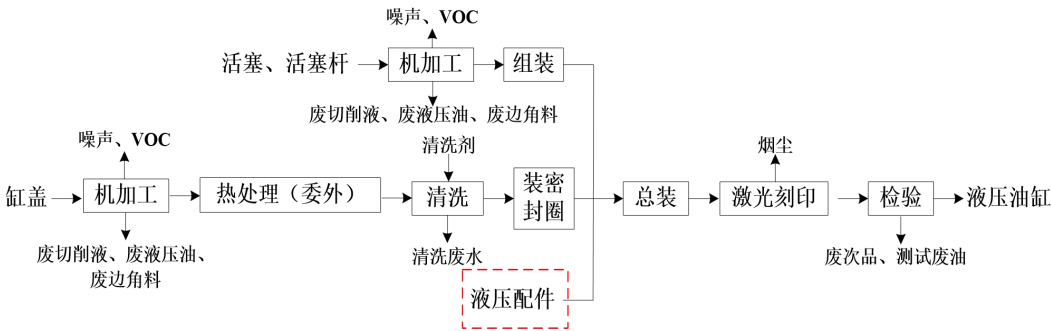 噪声、VOC
活塞、活塞杆
机加工
组装
废切削液、废液压油、废边角料
噪声、VOC
清洗剂
烟尘
缸盖
机加工
热处理（委外）
清洗
装密
封圈
总装
激光刻印
检验
液压油缸
废切削液、废液压油、
废边角料
清洗废水
废次品、测试废油
液压配件